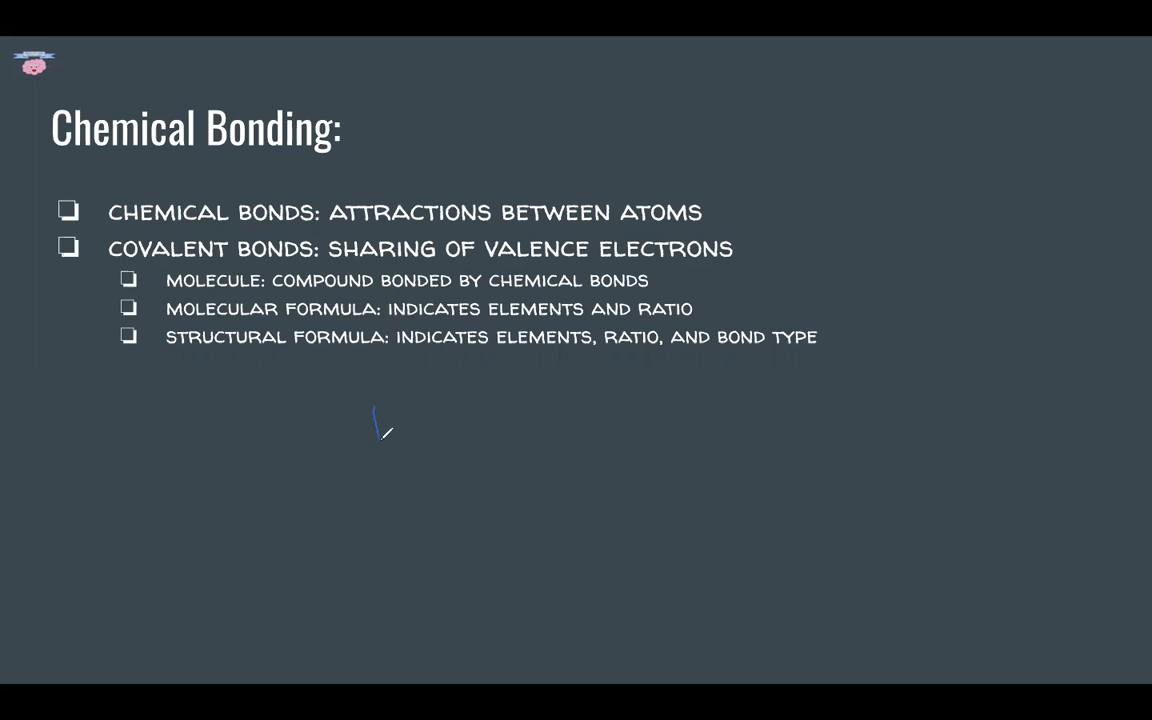 Chemical Bonding:
CHEMICAL BONDS: ATTRACTIONS BETWEEN ATOMS
COVALENT BONDS: SHARING OF VALENCE ELECTRONS
MOLECULE: COMPOUND BONDED BY CHEMICAL BONDS
MOLECULAR FORMULA: INDICATES ELEMENTS AND RATIO
STRUCTURAL FORMULA: INDICATES ELEMENTS, RATIO, AND BOND TYPE